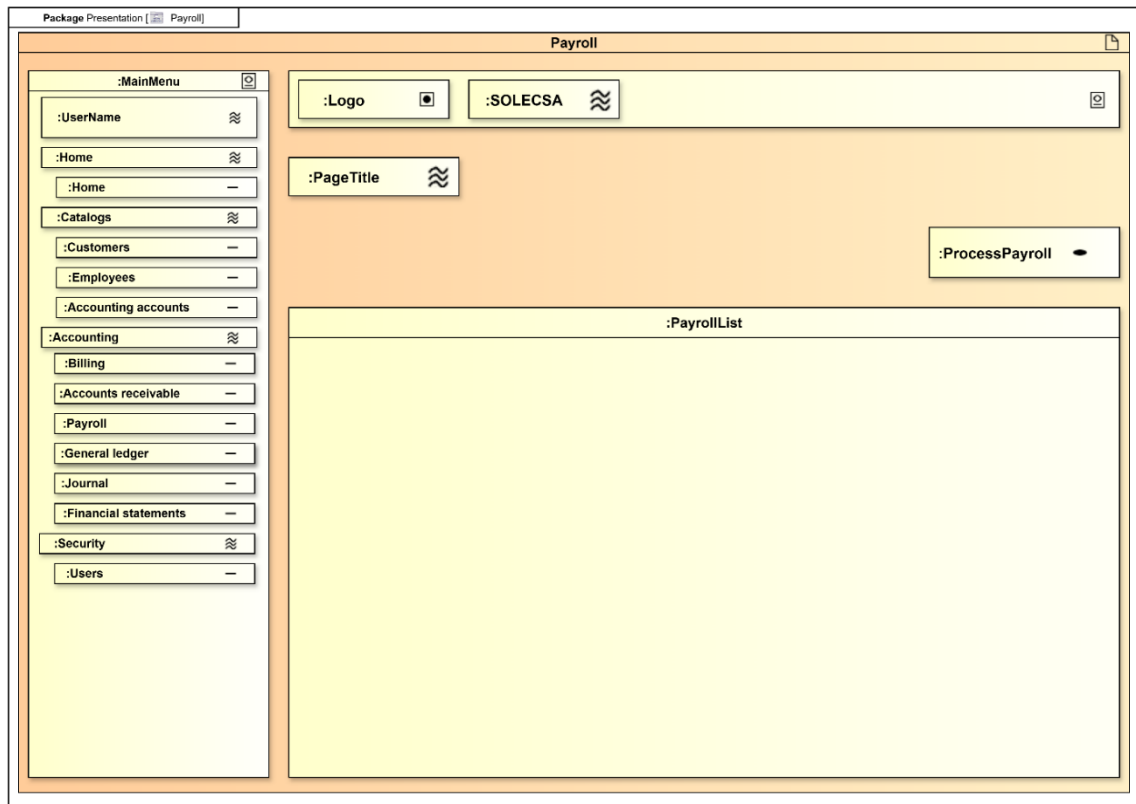 Package Presentation [ Payroll]
Payroll
:MainMenu
:UserName
:Home
:Home
:Catalogs
:Customers
:Employees
:Accounting accounts
:Accounting
:Billing
:Accounts receivable
:Payroll
:General ledger
:Journal
:Financial statements
:Security
:Users
:Logo
:SOLECSA
:PageTitle
:ProcessPayroll
:PayrollList